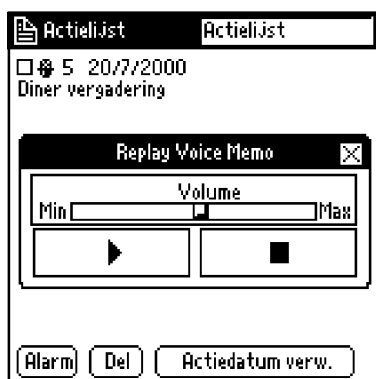 Actielijst Actielijst
5 20/7/2000
Diner vergadering
Replay Voice Memo
Volume
Min Max
Alarm Del Actiedatum verw.